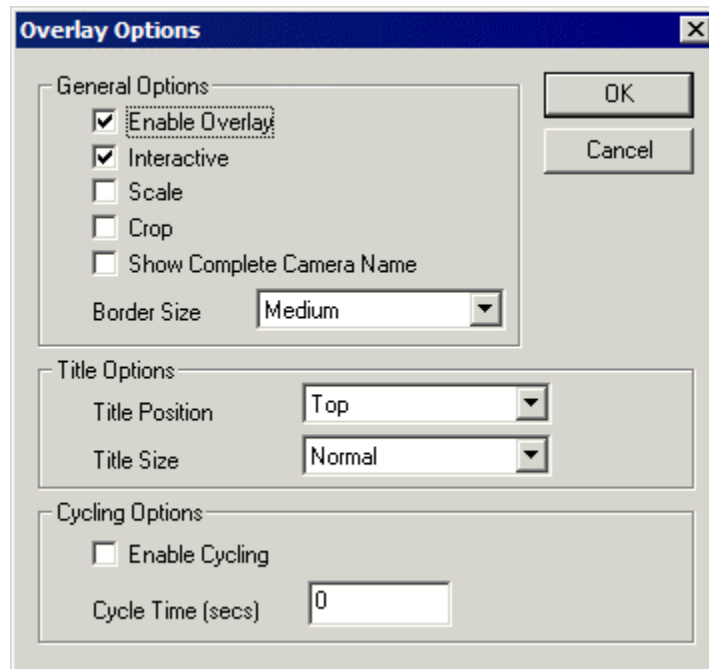 Overlay Options
General Options
Enable Overlay
Interactive
Scale
Crop
Show Complete Camera Name
Border Size Medium
OK
Cancel
Title Options
Title Position Top
Title Size Normal
Cycling Options
Enable Cycling
Cycle Time (secs) 0